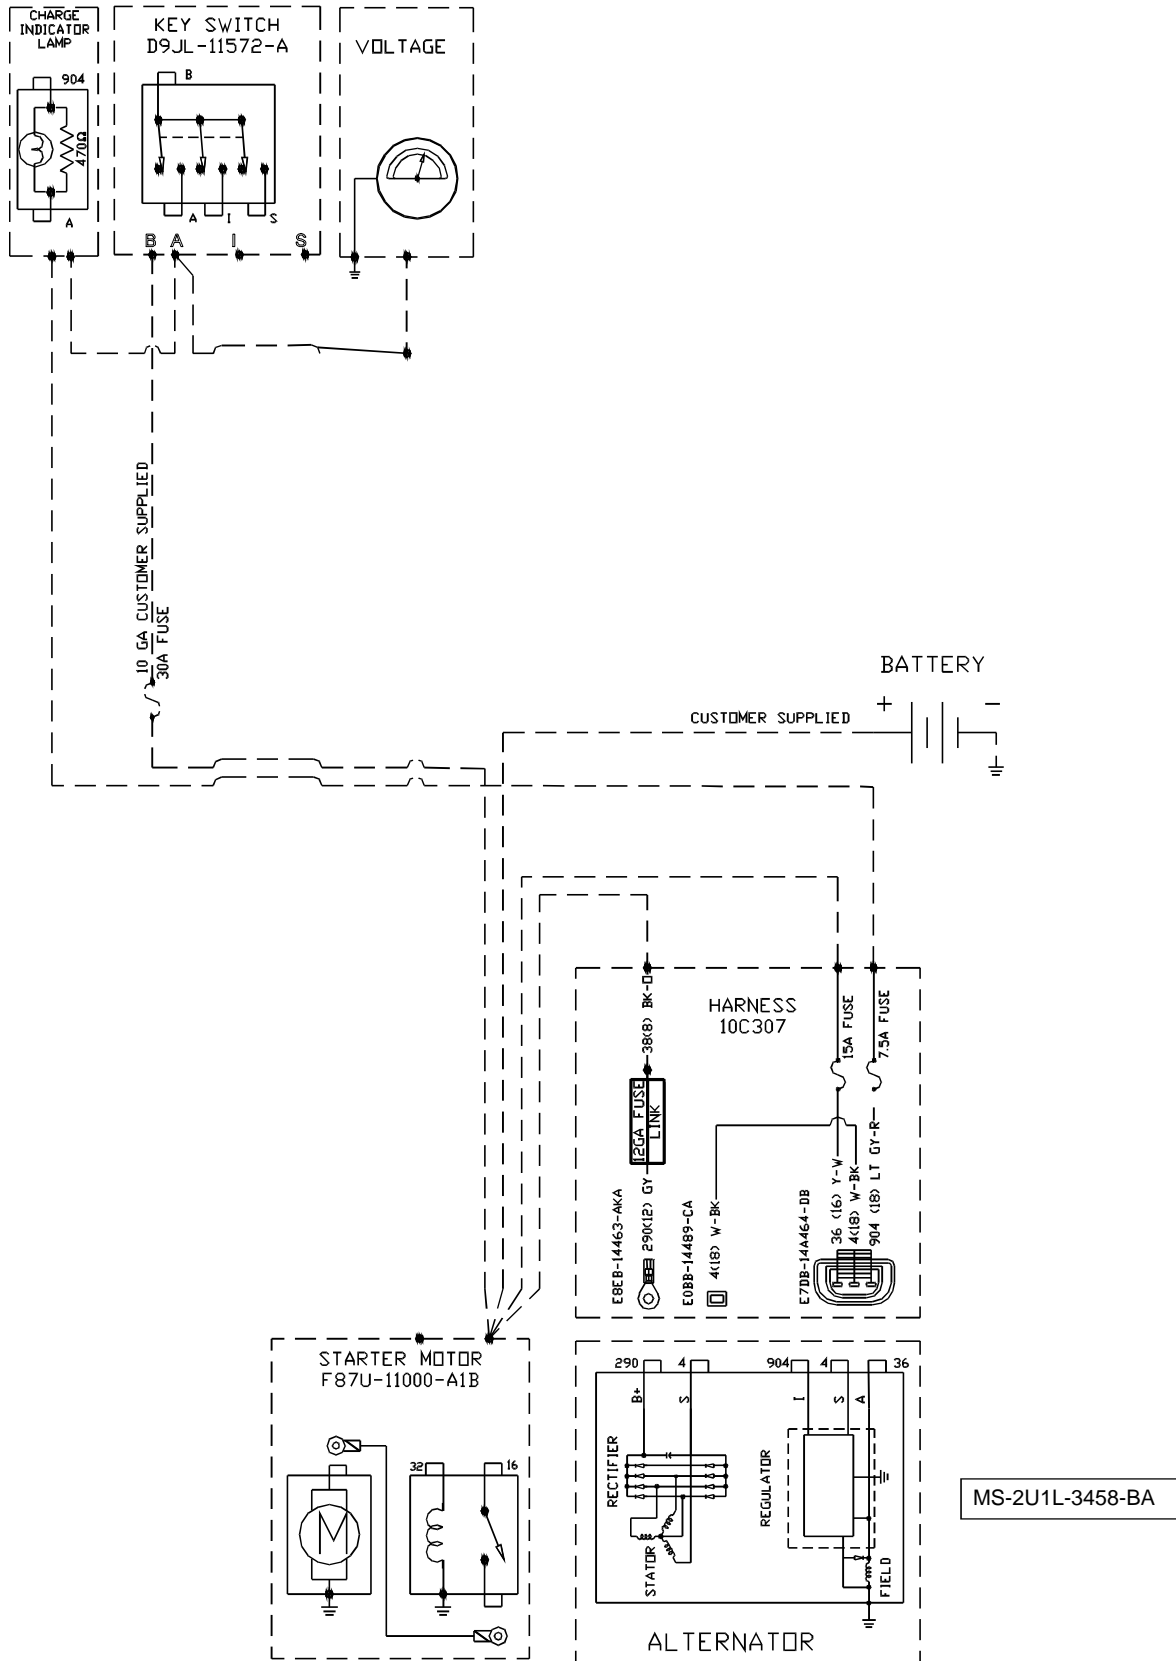 CHARGE
INDICATOR
LAMP
904
470Ω
A
KEY SWITCH
D9JL-11572-A
B
A
I
S
B A I S
VOLTAGE
10 GA CUSTOMER SUPPLIED
30A FUSE
BATTERY
+ −
CUSTOMER SUPPLIED
HARNESS
10C307
38(8) BK-O
12GA FUSE
LINK
290(12) GY
E8EB-14463-AKA
E0BB-14489-CA
4(18) W-BK
15A FUSE
7.5A FUSE
36 (16) Y-W
4(18) W-BK
904 (18) LT GY-R
E7DB-14A464-DB
STARTER MOTOR
F87U-11000-A1B
M
32
16
290 4 904 4 36
B+ S I S A
RECTIFIER
STATOR
REGULATOR
FIELD
ALTERNATOR
MS-2U1L-3458-BA